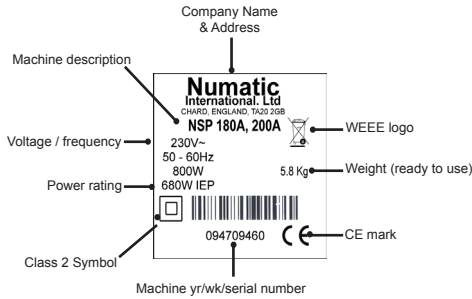 Company Name
& Address
Machine description
Numatic
International. Ltd
CHARD, ENGLAND, TA20 2GB
NSP 180A, 200A
WEEE logo
Voltage / frequency
230V~
50 - 60Hz
800W
5.8 Kg
Weight (ready to use)
Power rating
680W IEP
094709460
CE
CE mark
Class 2 Symbol
Machine yr/wk/serial number